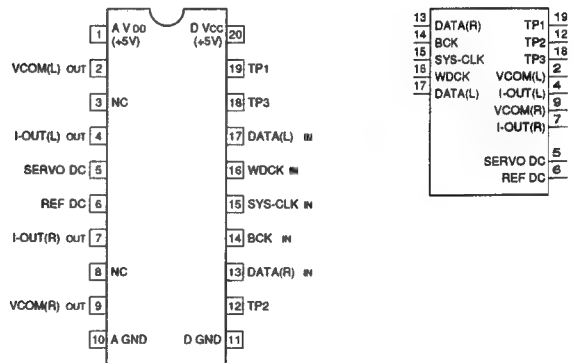 1 A VDD (+5V) D VCC (+5V) 20
VCOM(L) OUT 2 19 TP1
3 NC 18 TP3
I-OUT(L) OUT 4 17 DATA(L) IN
SERVO DC 5 16 WDCK IN
REF DC 6 15 SYS-CLK IN
I-OUT(R) OUT 7 14 BCK IN
8 NC 13 DATA(R) IN
VCOM(R) OUT 9 12 TP2
10 A GND D GND 11
13 DATA(R) TP1 19
14 BCK TP2 12
15 SYS-CLK TP3 18
16 WDCK VCOM(L) 2
17 DATA(L) I-OUT(L) 4
VCOM(R) 9
I-OUT(R) 7
SERVO DC 5
REF DC 6